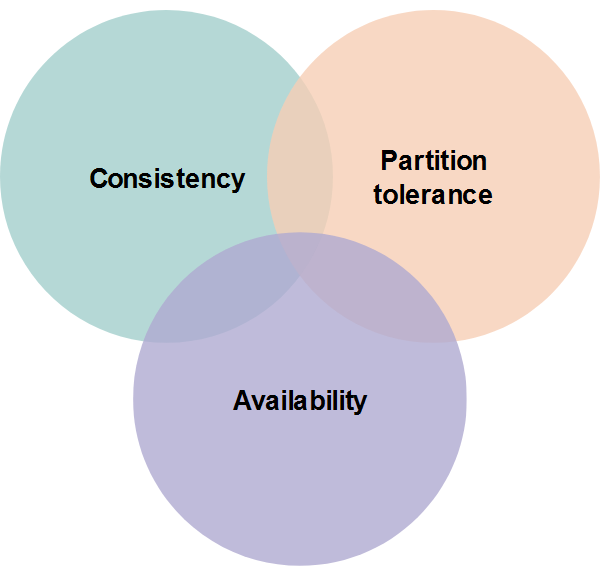 Consistency
Partition
tolerance
Availability